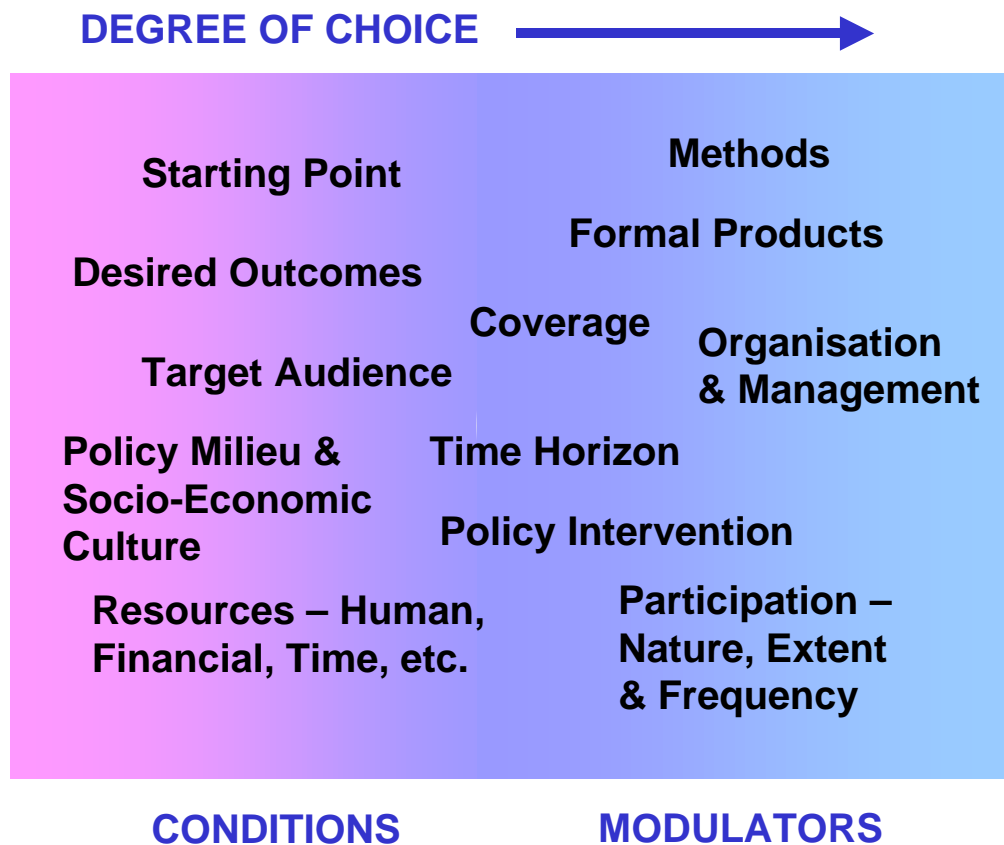 DEGREE OF CHOICE
Methods
Starting Point
Formal Products
Desired Outcomes
Coverage
Organisation
& Management
Target Audience
Policy Milieu &
Socio-Economic
Culture
Time Horizon
Policy Intervention
Resources – Human,
Financial, Time, etc.
Participation –
Nature, Extent
& Frequency
CONDITIONS
MODULATORS